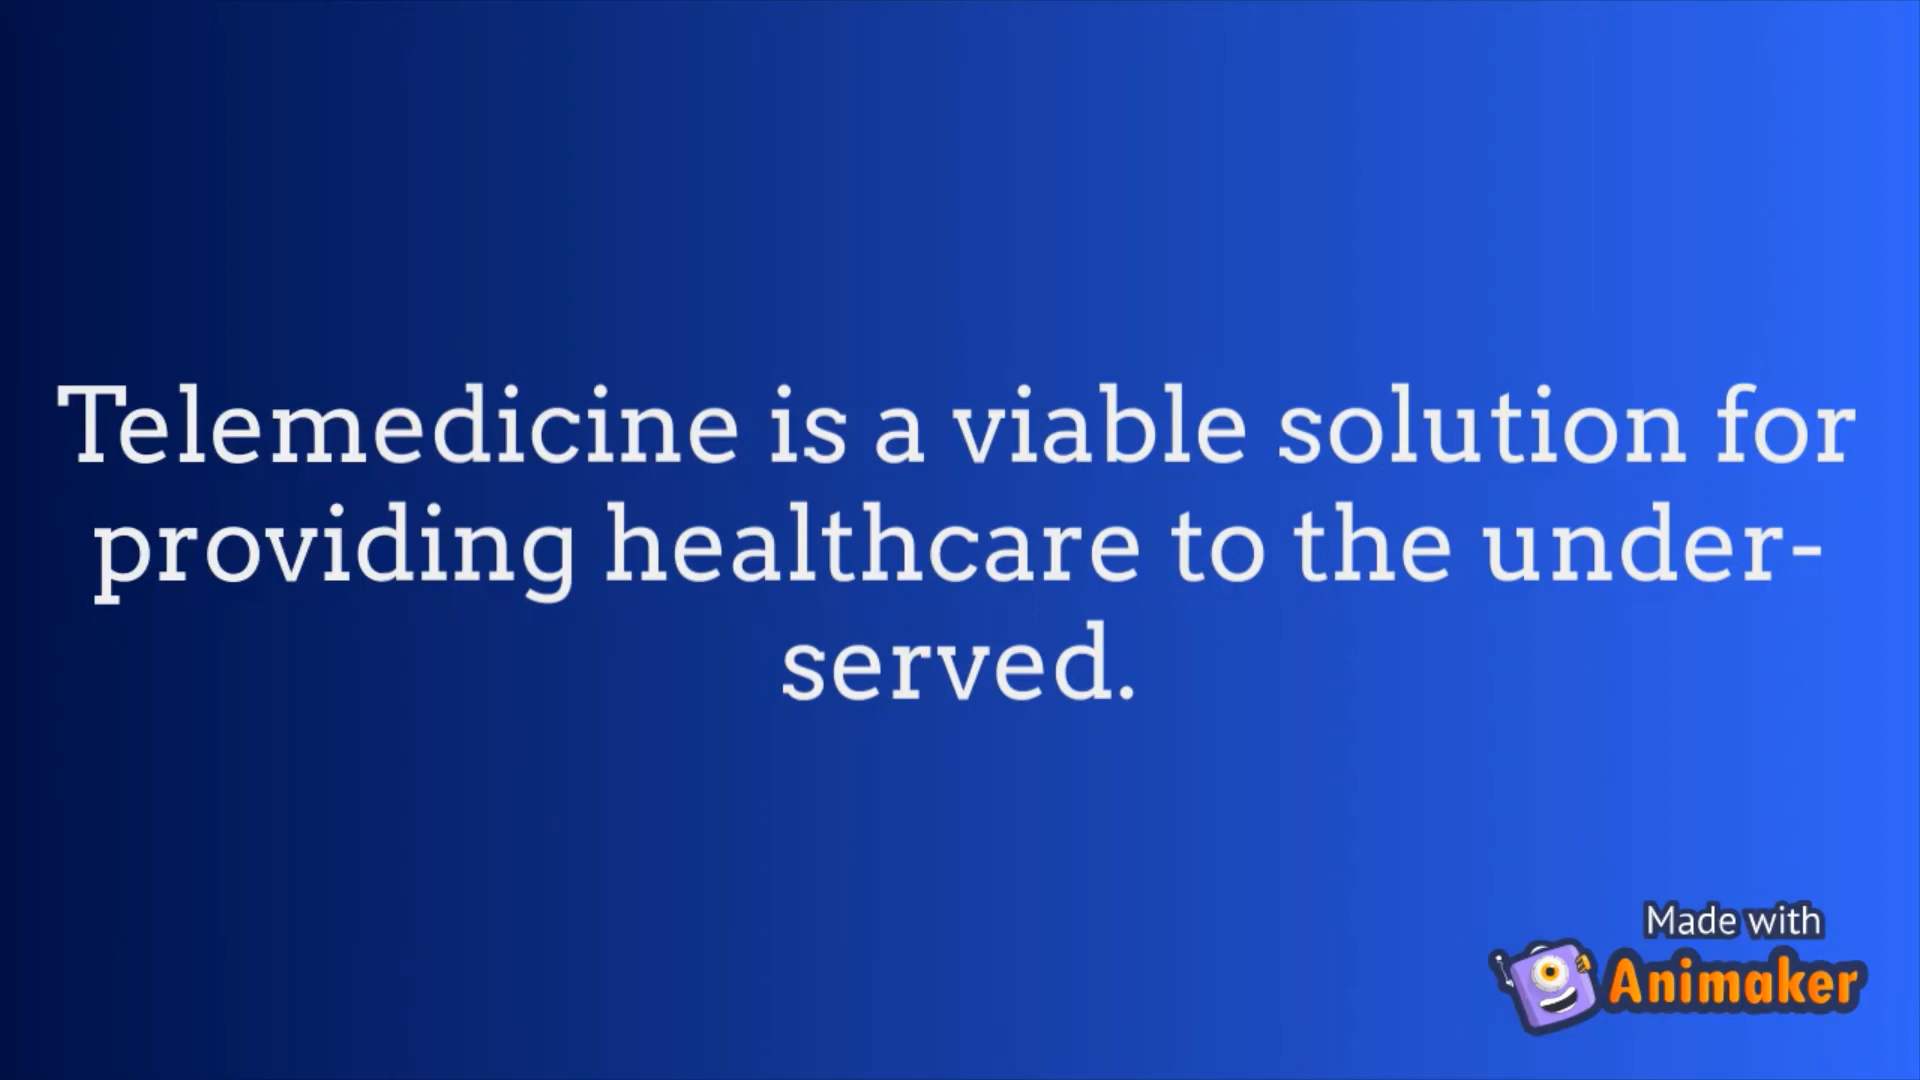 Telemedicine is a viable solution for
providing healthcare to the under-
served.
Made with
Animaker